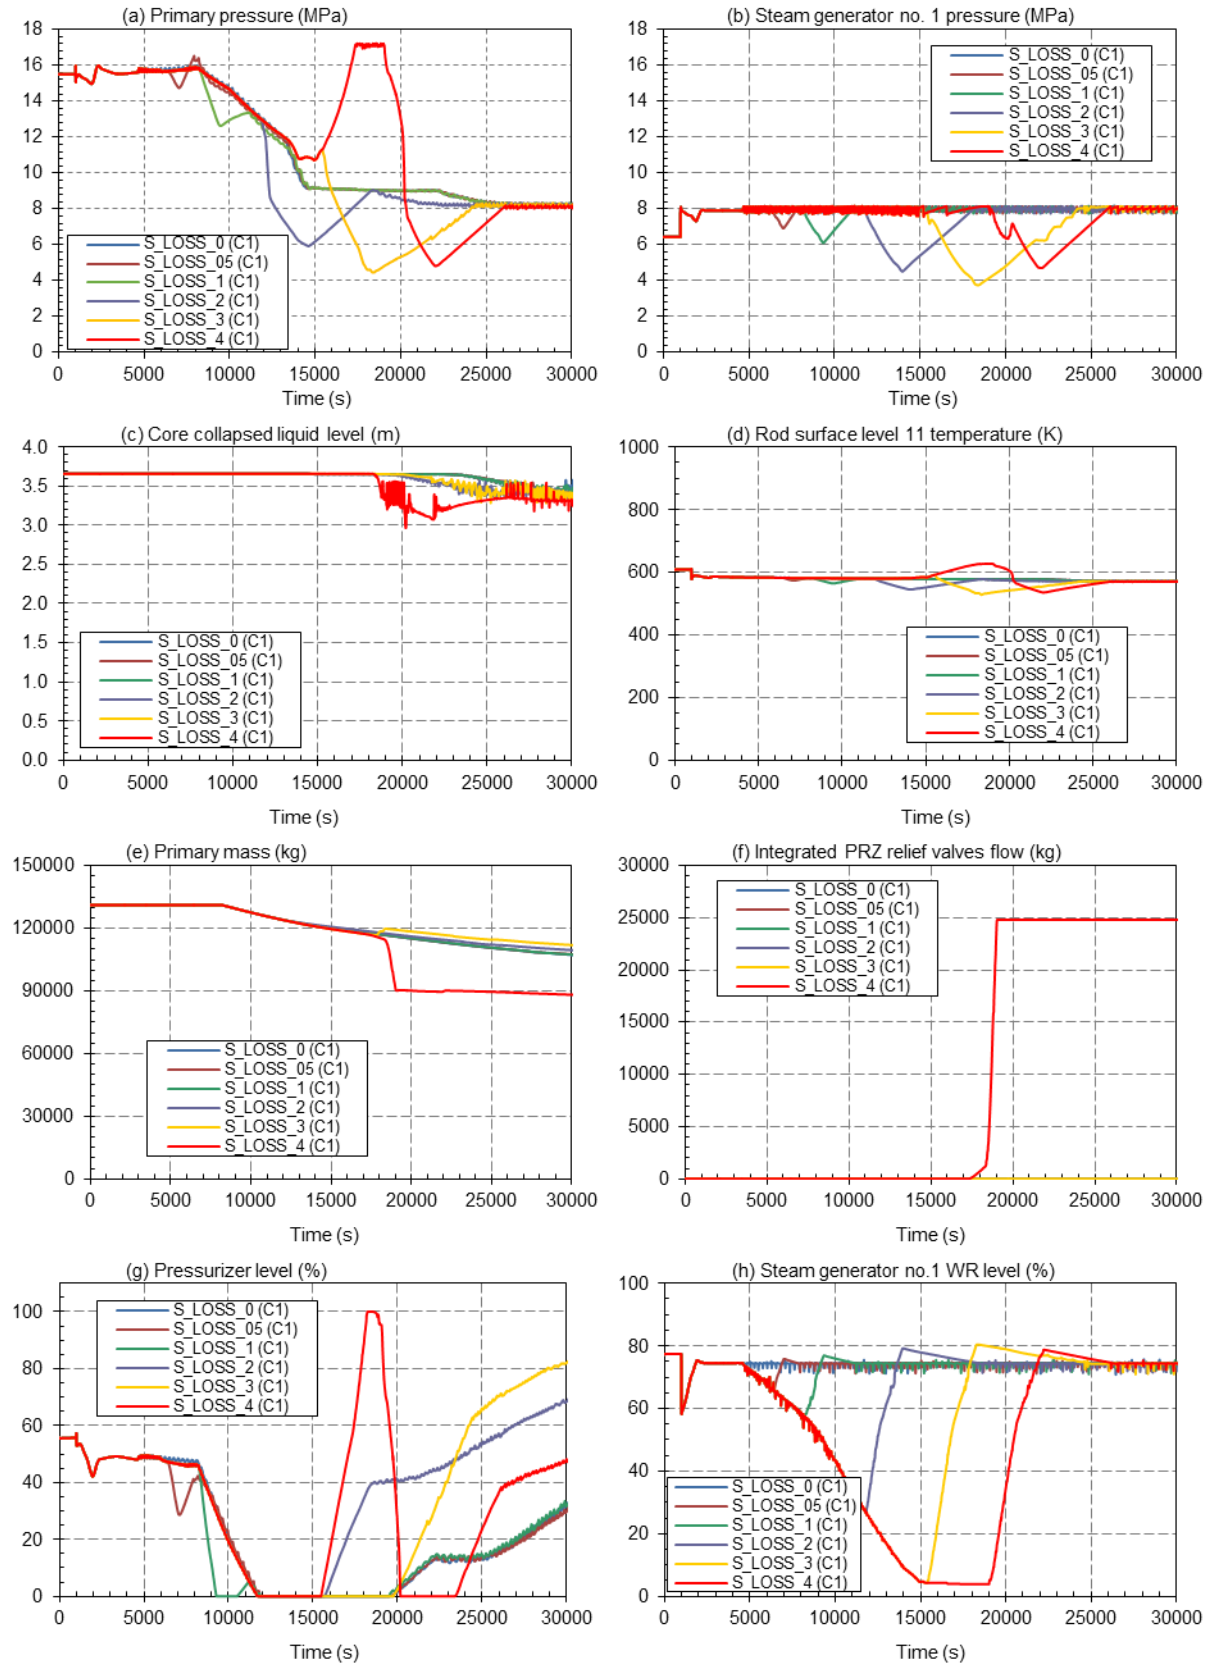 (a) Primary pressure (MPa)
18
16
14
12
10
8
6
4
2
0
S_LOSS_0 (C1)
S_LOSS_05 (C1)
S_LOSS_1 (C1)
S_LOSS_2 (C1)
S_LOSS_3 (C1)
S_LOSS_4 (C1)
0 5000 10000 15000 20000 25000 30000
Time (s)
(b) Steam generator no. 1 pressure (MPa)
18
16
14
12
10
8
6
4
2
0
S_LOSS_0 (C1)
S_LOSS_05 (C1)
S_LOSS_1 (C1)
S_LOSS_2 (C1)
S_LOSS_3 (C1)
S_LOSS_4 (C1)
0 5000 10000 15000 20000 25000 30000
Time (s)
(c) Core collapsed liquid level (m)
4.0
3.5
3.0
2.5
2.0
1.5
1.0
0.5
0.0
S_LOSS_0 (C1)
S_LOSS_05 (C1)
S_LOSS_1 (C1)
S_LOSS_2 (C1)
S_LOSS_3 (C1)
S_LOSS_4 (C1)
0 5000 10000 15000 20000 25000 30000
Time (s)
(d) Rod surface level 11 temperature (K)
1000
800
600
400
200
0
S_LOSS_0 (C1)
S_LOSS_05 (C1)
S_LOSS_1 (C1)
S_LOSS_2 (C1)
S_LOSS_3 (C1)
S_LOSS_4 (C1)
0 5000 10000 15000 20000 25000 30000
Time (s)
(e) Primary mass (kg)
150000
120000
90000
60000
30000
0
S_LOSS_0 (C1)
S_LOSS_05 (C1)
S_LOSS_1 (C1)
S_LOSS_2 (C1)
S_LOSS_3 (C1)
S_LOSS_4 (C1)
0 5000 10000 15000 20000 25000 30000
Time (s)
(f) Integrated PRZ relief valves flow (kg)
30000
25000
20000
15000
10000
5000
0
S_LOSS_0 (C1)
S_LOSS_05 (C1)
S_LOSS_1 (C1)
S_LOSS_2 (C1)
S_LOSS_3 (C1)
S_LOSS_4 (C1)
0 5000 10000 15000 20000 25000 30000
Time (s)
(g) Pressurizer level (%)
100
80
60
40
20
0
S_LOSS_0 (C1)
S_LOSS_05 (C1)
S_LOSS_1 (C1)
S_LOSS_2 (C1)
S_LOSS_3 (C1)
S_LOSS_4 (C1)
0 5000 10000 15000 20000 25000 30000
Time (s)
(h) Steam generator no.1 WR level (%)
100
80
60
40
20
0
S_LOSS_0 (C1)
S_LOSS_05 (C1)
S_LOSS_1 (C1)
S_LOSS_2 (C1)
S_LOSS_3 (C1)
S_LOSS_4 (C1)
0 5000 10000 15000 20000 25000 30000
Time (s)